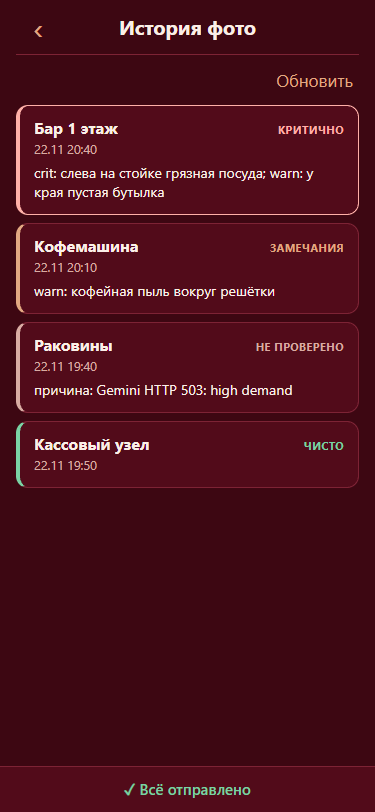 ‹ История фото
Обновить
Бар 1 этаж КРИТИЧНО
22.11 20:40
crit: слева на стойке грязная посуда; warn: у
края пустая бутылка
Кофемашина ЗАМЕЧАНИЯ
22.11 20:10
warn: кофейная пыль вокруг решётки
Раковины НЕ ПРОВЕРЕНО
22.11 19:40
причина: Gemini HTTP 503: high demand
Кассовый узел ЧИСТО
22.11 19:50
✓ Всё отправлено